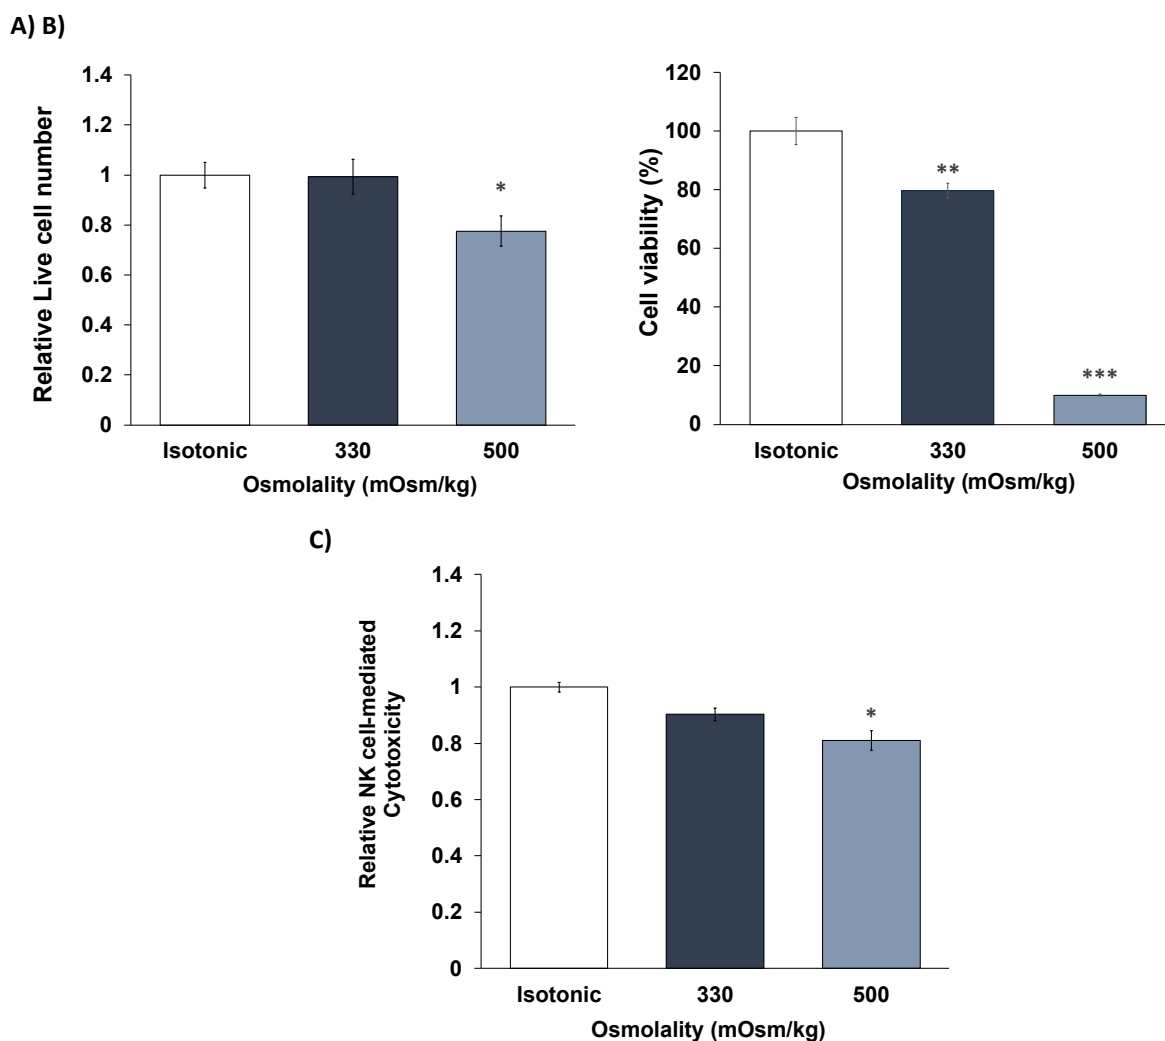 A) B)
Relative Live cell number
1.4
1.2
1
0.8
0.6
0.4
0.2
0
*
Isotonic 330 500
Osmolality (mOsm/kg)
Cell viability (%)
120
100
80
60
40
20
0
**
***
Isotonic 330 500
Osmolality (mOsm/kg)
C)
Relative NK cell-mediated
Cytotoxicity
1.4
1.2
1
0.8
0.6
0.4
0.2
0
*
Isotonic 330 500
Osmolality (mOsm/kg)